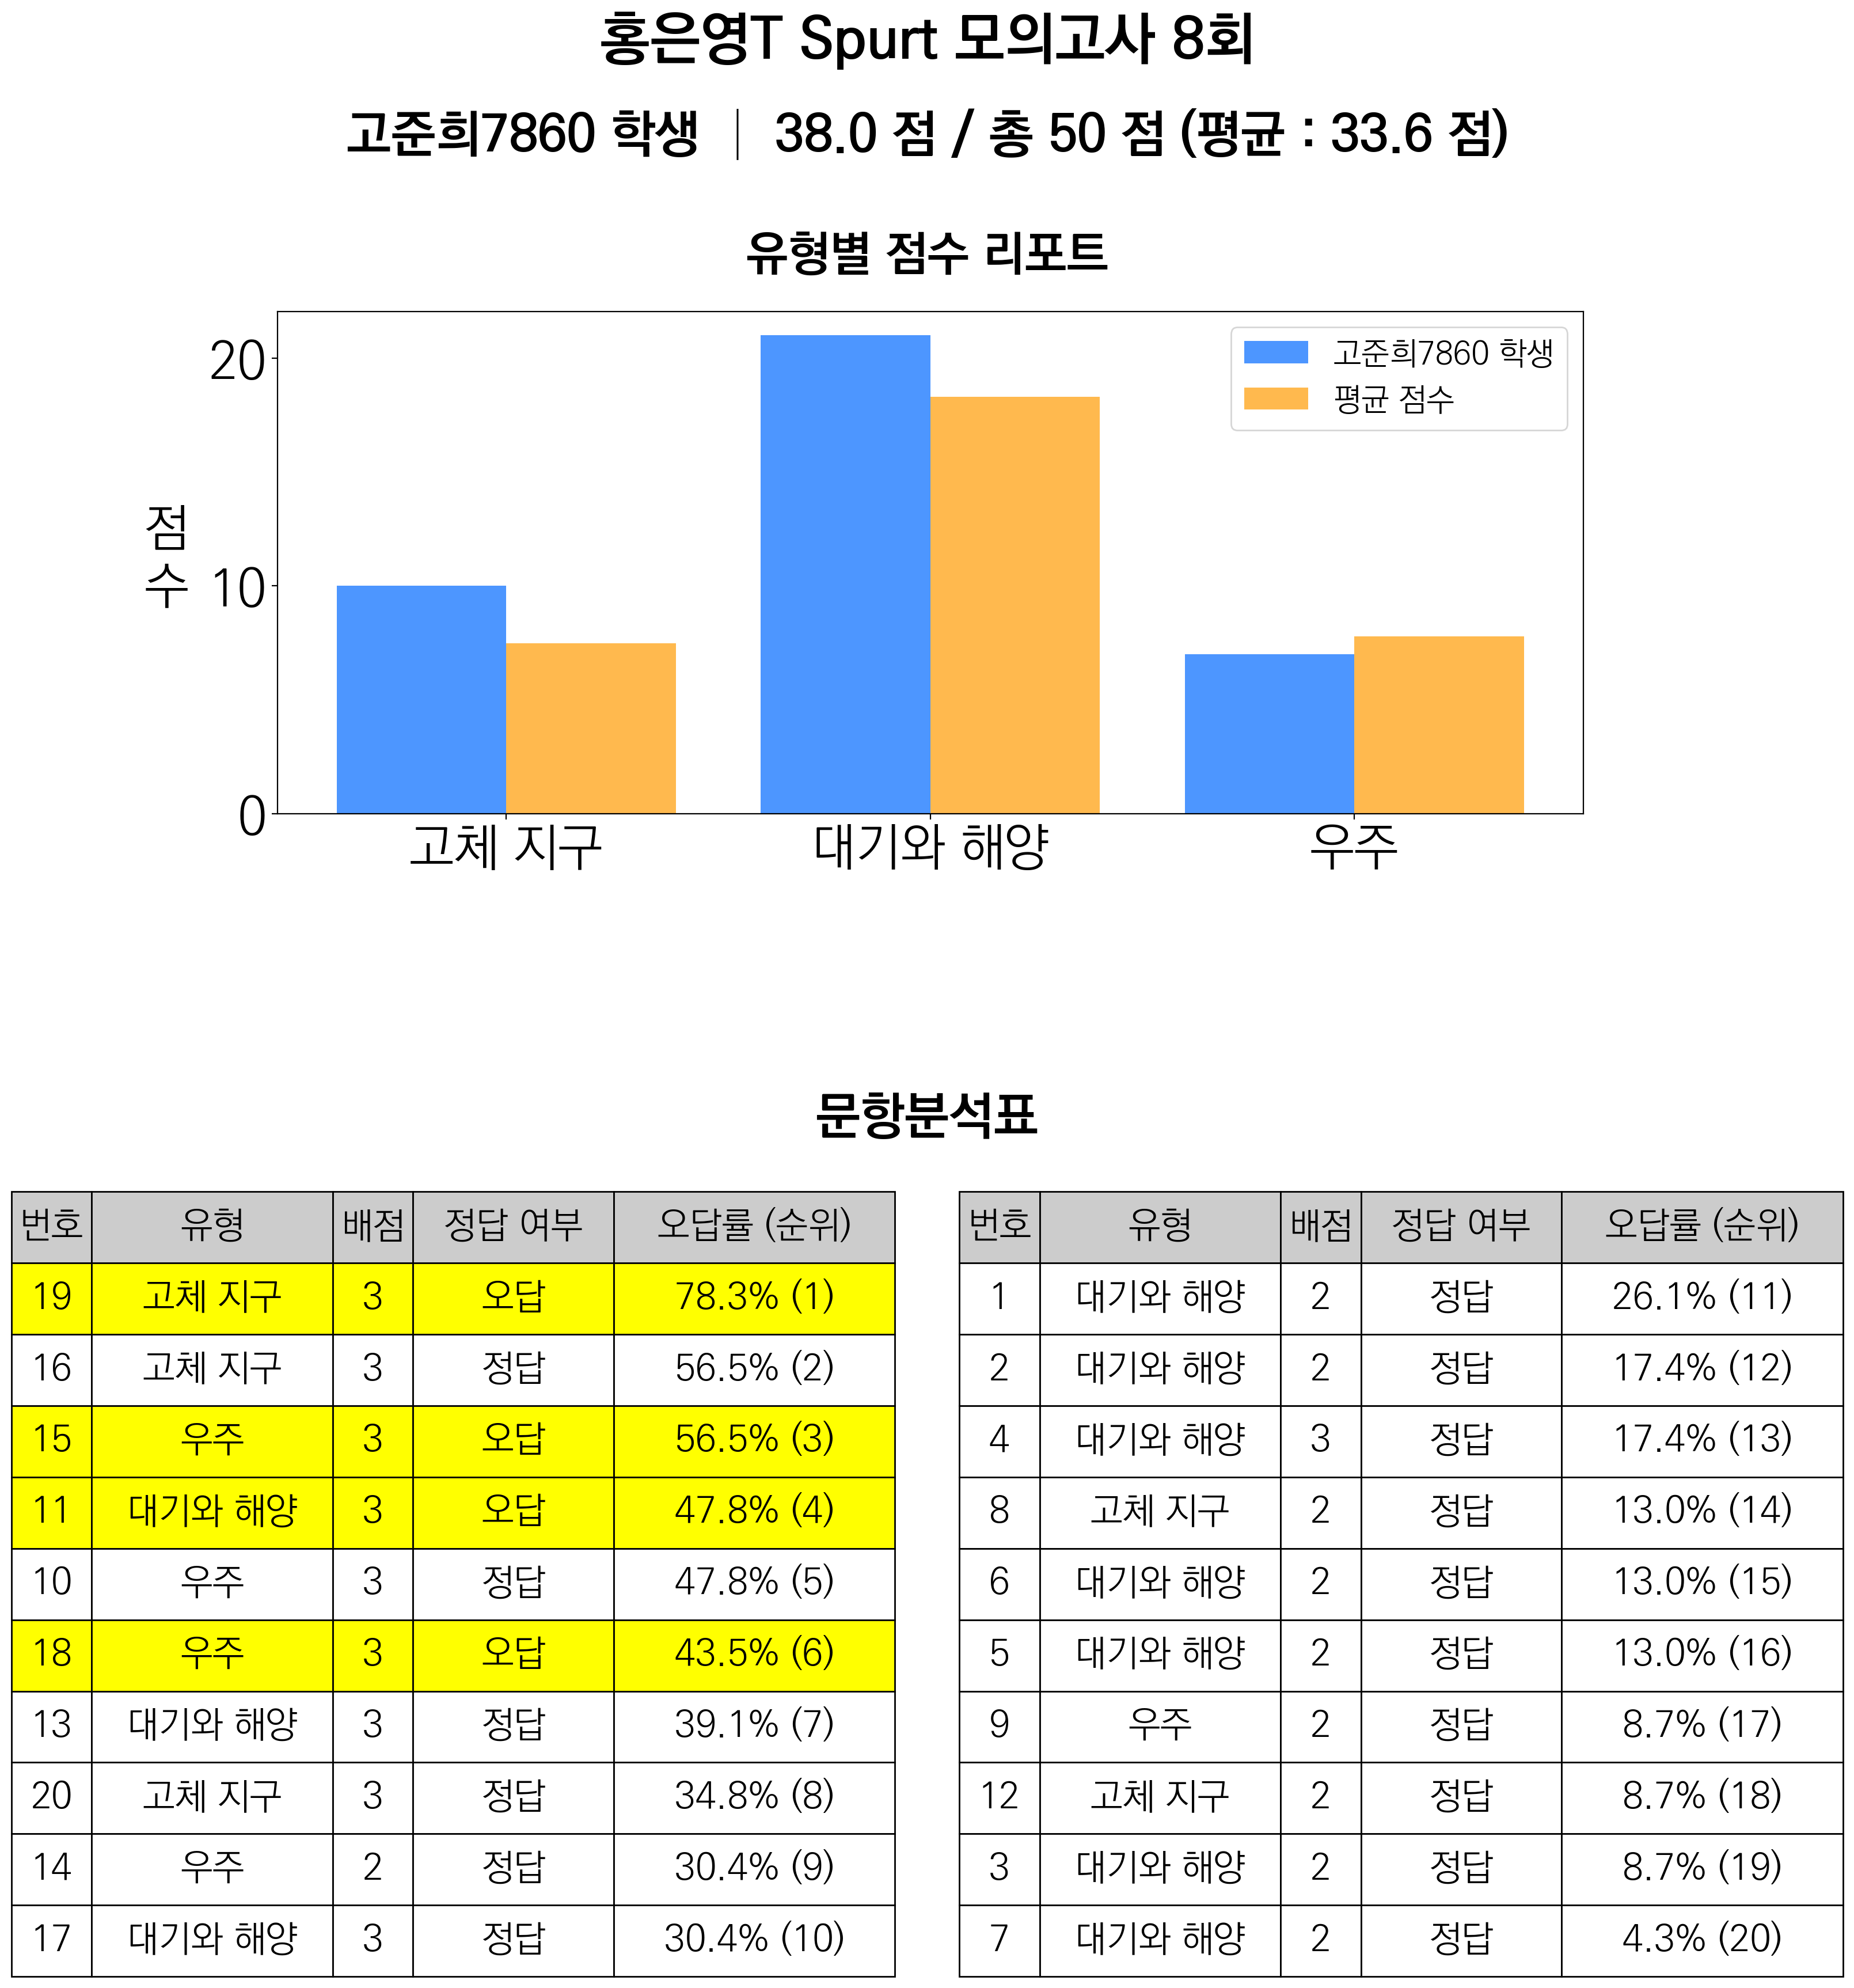 홍은영T Spurt 모의고사 8회
고준희7860 학생 | 38.0 점 / 총 50 점 (평균 : 33.6 점)
유형별 점수 리포트
고준희7860 학생
평균 점수
점수
20
10
0
고체 지구 대기와 해양 우주
문항분석표
번호 유형 배점 정답 여부 오답률 (순위)
19 고체 지구 3 오답 78.3% (1)
16 고체 지구 3 정답 56.5% (2)
15 우주 3 오답 56.5% (3)
11 대기와 해양 3 오답 47.8% (4)
10 우주 3 정답 47.8% (5)
18 우주 3 오답 43.5% (6)
13 대기와 해양 3 정답 39.1% (7)
20 고체 지구 3 정답 34.8% (8)
14 우주 2 정답 30.4% (9)
17 대기와 해양 3 정답 30.4% (10)
번호 유형 배점 정답 여부 오답률 (순위)
1 대기와 해양 2 정답 26.1% (11)
2 대기와 해양 2 정답 17.4% (12)
4 대기와 해양 3 정답 17.4% (13)
8 고체 지구 2 정답 13.0% (14)
6 대기와 해양 2 정답 13.0% (15)
5 대기와 해양 2 정답 13.0% (16)
9 우주 2 정답 8.7% (17)
12 고체 지구 2 정답 8.7% (18)
3 대기와 해양 2 정답 8.7% (19)
7 대기와 해양 2 정답 4.3% (20)